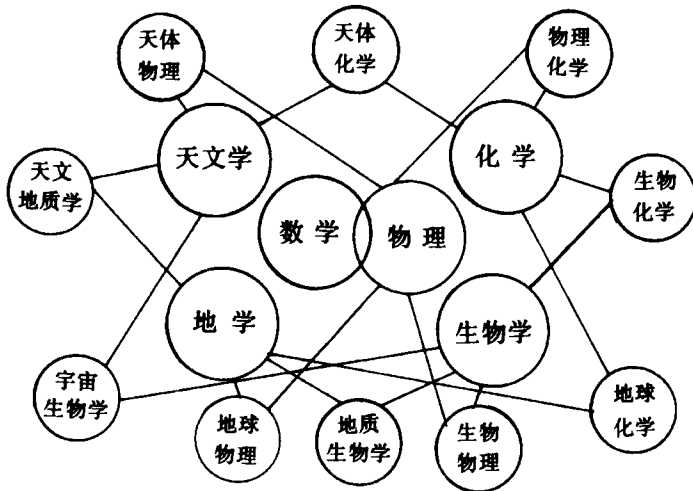 天体
物理
天体
化学
物理
化学
天文学
化学
天文
地质学
生物
化学
数学
物理
地学
生物学
宇宙
生物学
地球
物理
地质
生物学
生物
物理
地球
化学